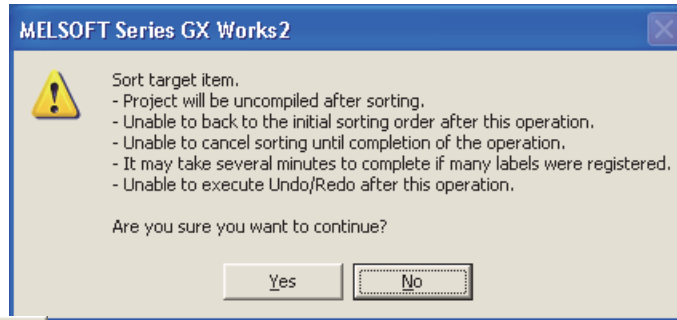 MELSOFT Series GX Works2
Sort target item.
- Project will be uncompiled after sorting.
- Unable to back to the initial sorting order after this operation.
- Unable to cancel sorting until completion of the operation.
- It may take several minutes to complete if many labels were registered.
- Unable to execute Undo/Redo after this operation.
Are you sure you want to continue?
Yes No